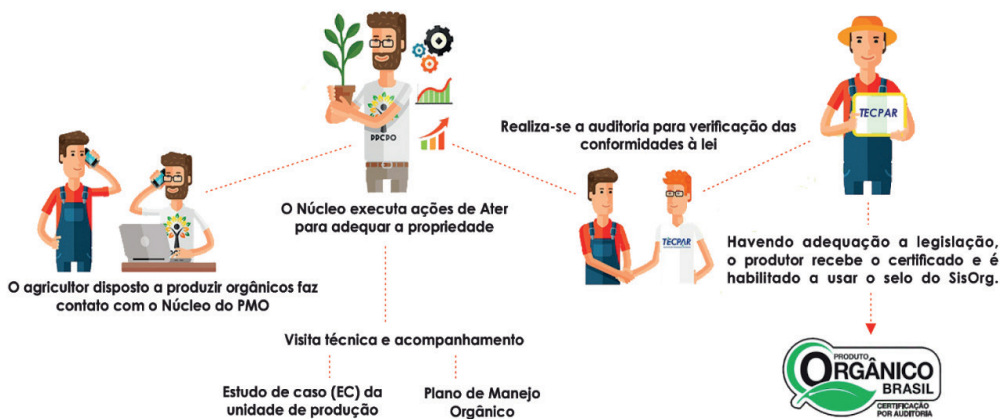 O agricultor disposto a produzir orgânicos faz
contato com o Núcleo do PMO
PPCPO
O Núcleo executa ações de Ater
para adequar a propriedade
Visita técnica e acompanhamento
Estudo de caso (EC) da
unidade de produção
Plano de Manejo
Orgânico
Realiza-se a auditoria para verificação das
conformidades à lei
TECPAR
TECPAR
Havendo adequação a legislação,
o produtor recebe o certificado e é
habilitado a usar o selo do SisOrg.
PRODUTO
ORGÂNICO
BRASIL
CERTIFICAÇÃO
POR AUDITORIA